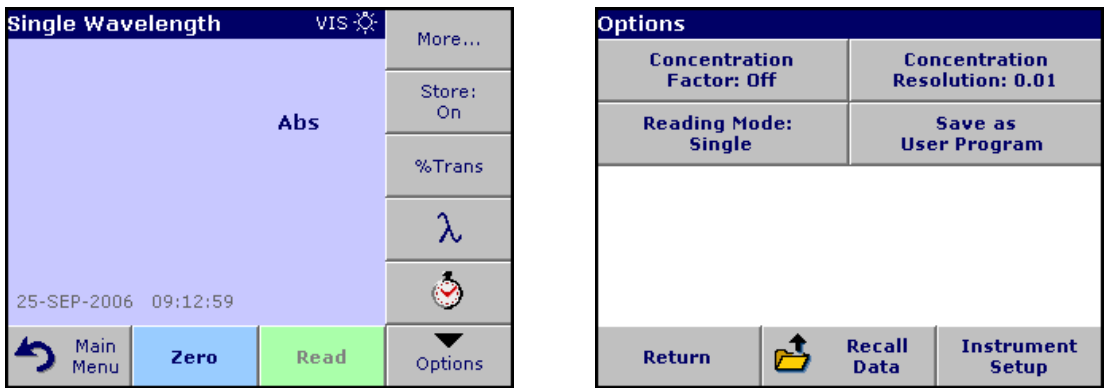 Single Wavelength VIS
More...
Store:
On
Abs
%Trans
λ
25-SEP-2006 09:12:59
Main
Menu
Zero
Read
Options
Options
Concentration
Factor: Off
Concentration
Resolution: 0.01
Reading Mode:
Single
Save as
User Program
Return
Recall
Data
Instrument
Setup